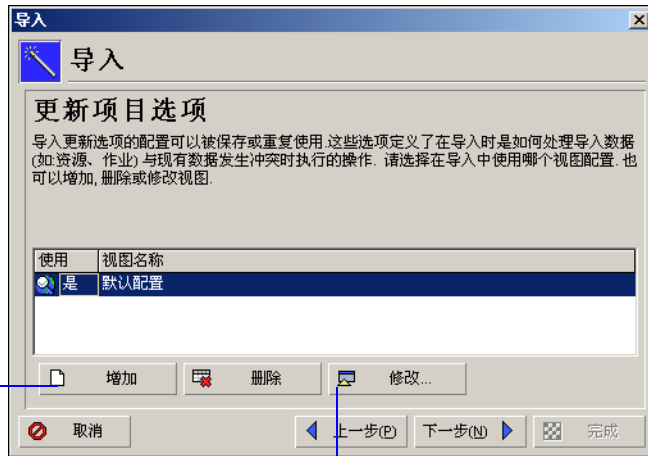 导入
导入
更新项目选项
导入更新选项的配置可以被保存或重复使用.这些选项定义了在导入时是如何处理导入数据
(如:资源、作业)与现有数据发生冲突时执行的操作. 请选择在导入中使用哪个视图配置. 也
可以增加, 删除或修改视图.
使用 视图名称
是 默认配置
增加 删除 修改...
取消 上一步(P) 下一步(N) 完成